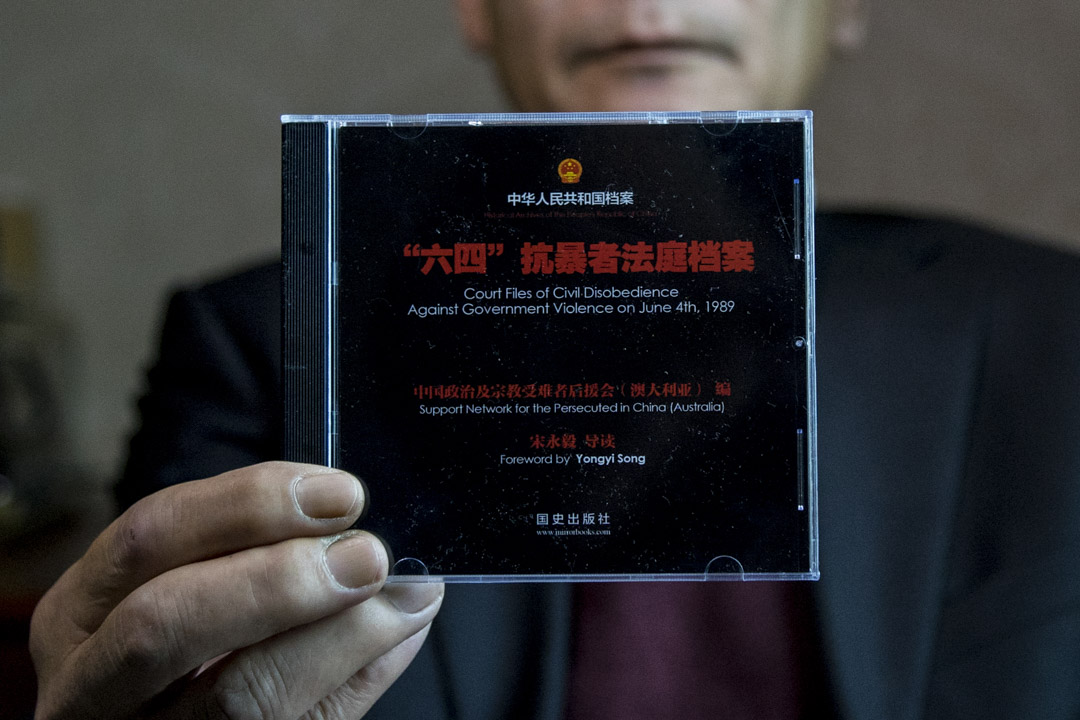 中华人民共和国档案
“六四” 抗暴者法庭档案
Court Files of Civil Disobedience
Against Government Violence on June 4th, 1989
中国政治及宗教受难者后援会（澳大利亚） 编
Support Network for the Persecuted in China (Australia)
宋永毅 导读
Foreword by Yongyi Song
国史出版社
www.mirrorbooks.com